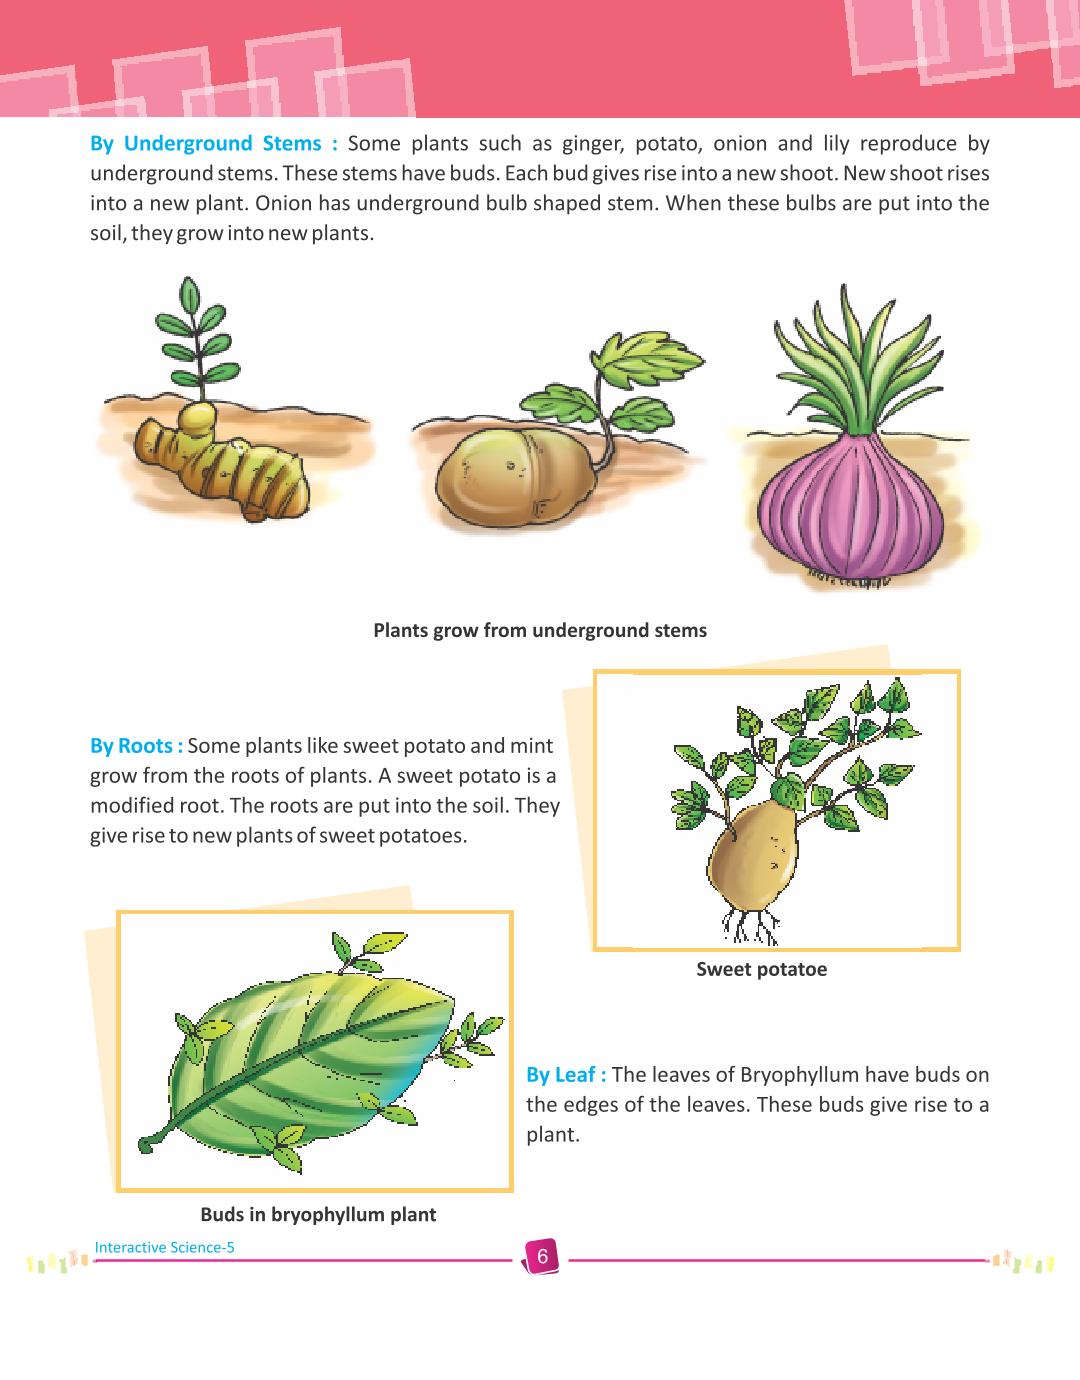 By Underground Stems : Some plants such as ginger, potato, onion and lily reproduce by
underground stems. These stems have buds. Each bud gives rise into a new shoot. New shoot rises
into a new plant. Onion has underground bulb shaped stem. When these bulbs are put into the
soil, they grow into new plants.
Plants grow from underground stems
By Roots : Some plants like sweet potato and mint
grow from the roots of plants. A sweet potato is a
modified root. The roots are put into the soil. They
give rise to new plants of sweet potatoes.
Sweet potatoe
By Leaf : The leaves of Bryophyllum have buds on
the edges of the leaves. These buds give rise to a
plant.
Buds in bryophyllum plant
Interactive Science-5
6